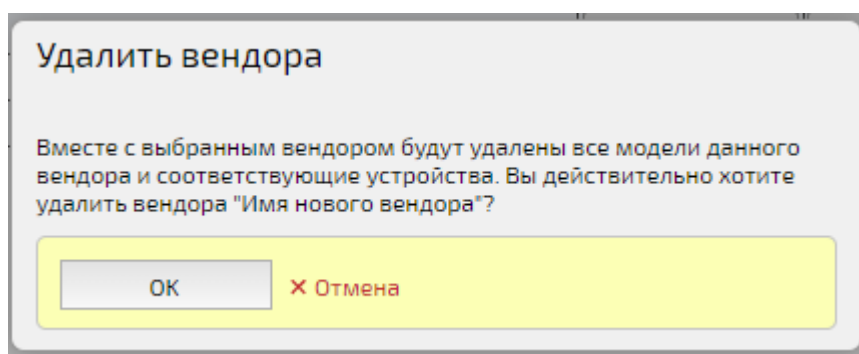 Удалить вендора
Вместе с выбранным вендором будут удалены все модели данного
вендора и соответствующие устройства. Вы действительно хотите
удалить вендора "Имя нового вендора"?
ОК
✕ Отмена